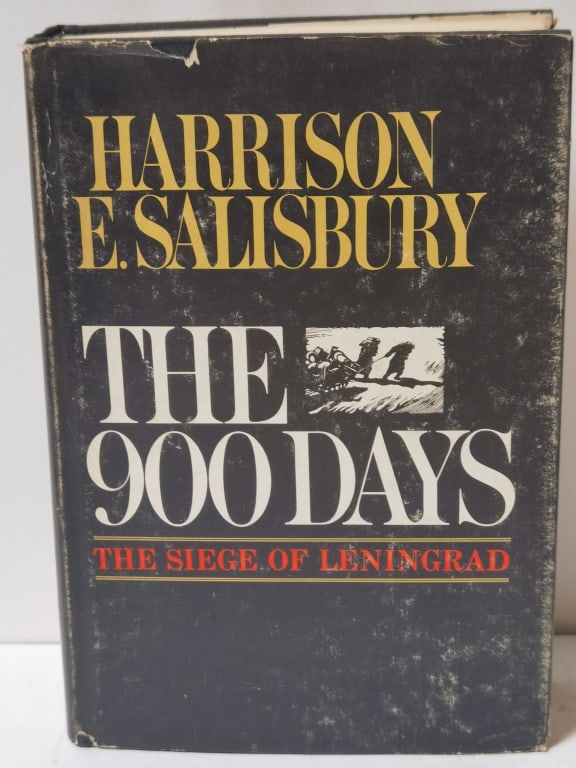 HARRISON
E. SALISBURY
THE
900 DAYS
THE SIEGE OF LENINGRAD